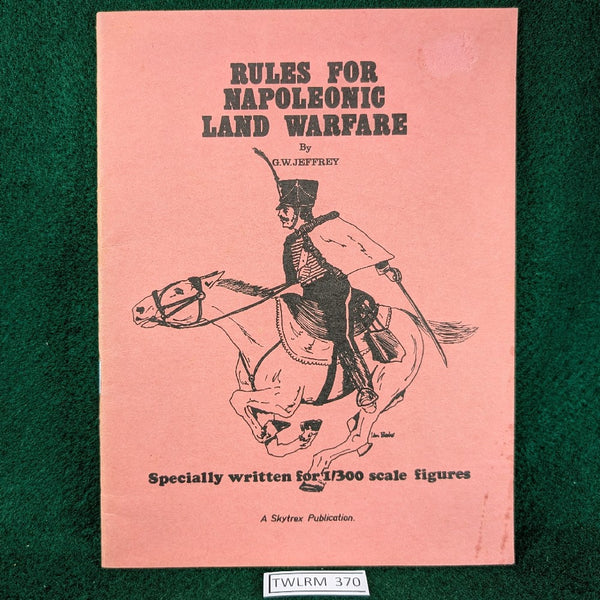 RULES FOR
NAPOLEONIC
LAND WARFARE
By
G.W.JEFFREY
Specially written for 1/300 scale figures
A Skytrex Publication.
TWLRM 370